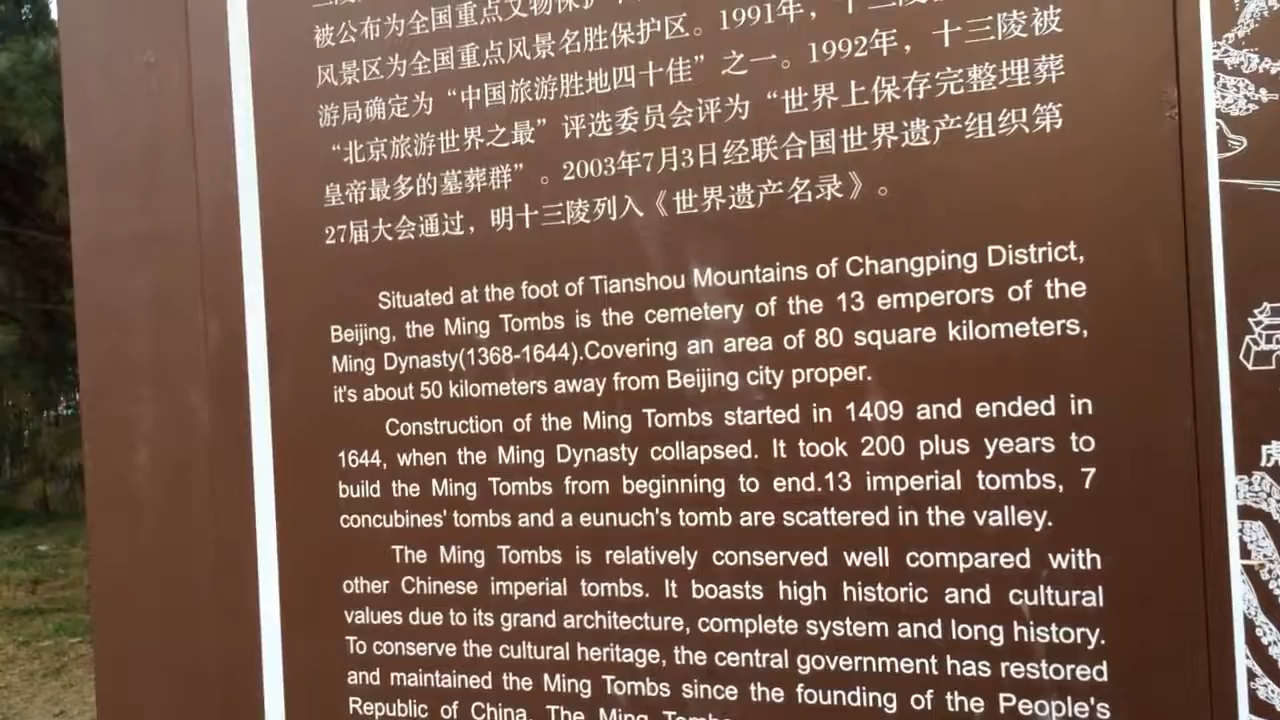 被公布为全国重点文物保护
风景区为全国重点风景名胜保护区。1991年，十三陵
游局确定为“中国旅游胜地四十佳”之一。1992年，十三陵被
“北京旅游世界之最”评选委员会评为“世界上保存完整埋葬
皇帝最多的墓葬群”。2003年7月3日经联合国世界遗产组织第
27届大会通过，明十三陵列入《世界遗产名录》。
Situated at the foot of Tianshou Mountains of Changping District,
Beijing, the Ming Tombs is the cemetery of the 13 emperors of the
Ming Dynasty(1368-1644).Covering an area of 80 square kilometers,
it's about 50 kilometers away from Beijing city proper.
Construction of the Ming Tombs started in 1409 and ended in
1644, when the Ming Dynasty collapsed. It took 200 plus years to
build the Ming Tombs from beginning to end.13 imperial tombs, 7
concubines' tombs and a eunuch's tomb are scattered in the valley.
The Ming Tombs is relatively conserved well compared with
other Chinese imperial tombs. It boasts high historic and cultural
values due to its grand architecture, complete system and long history.
To conserve the cultural heritage, the central government has restored
and maintained the Ming Tombs since the founding of the People's
Republic of China. The Ming Tombs
虎